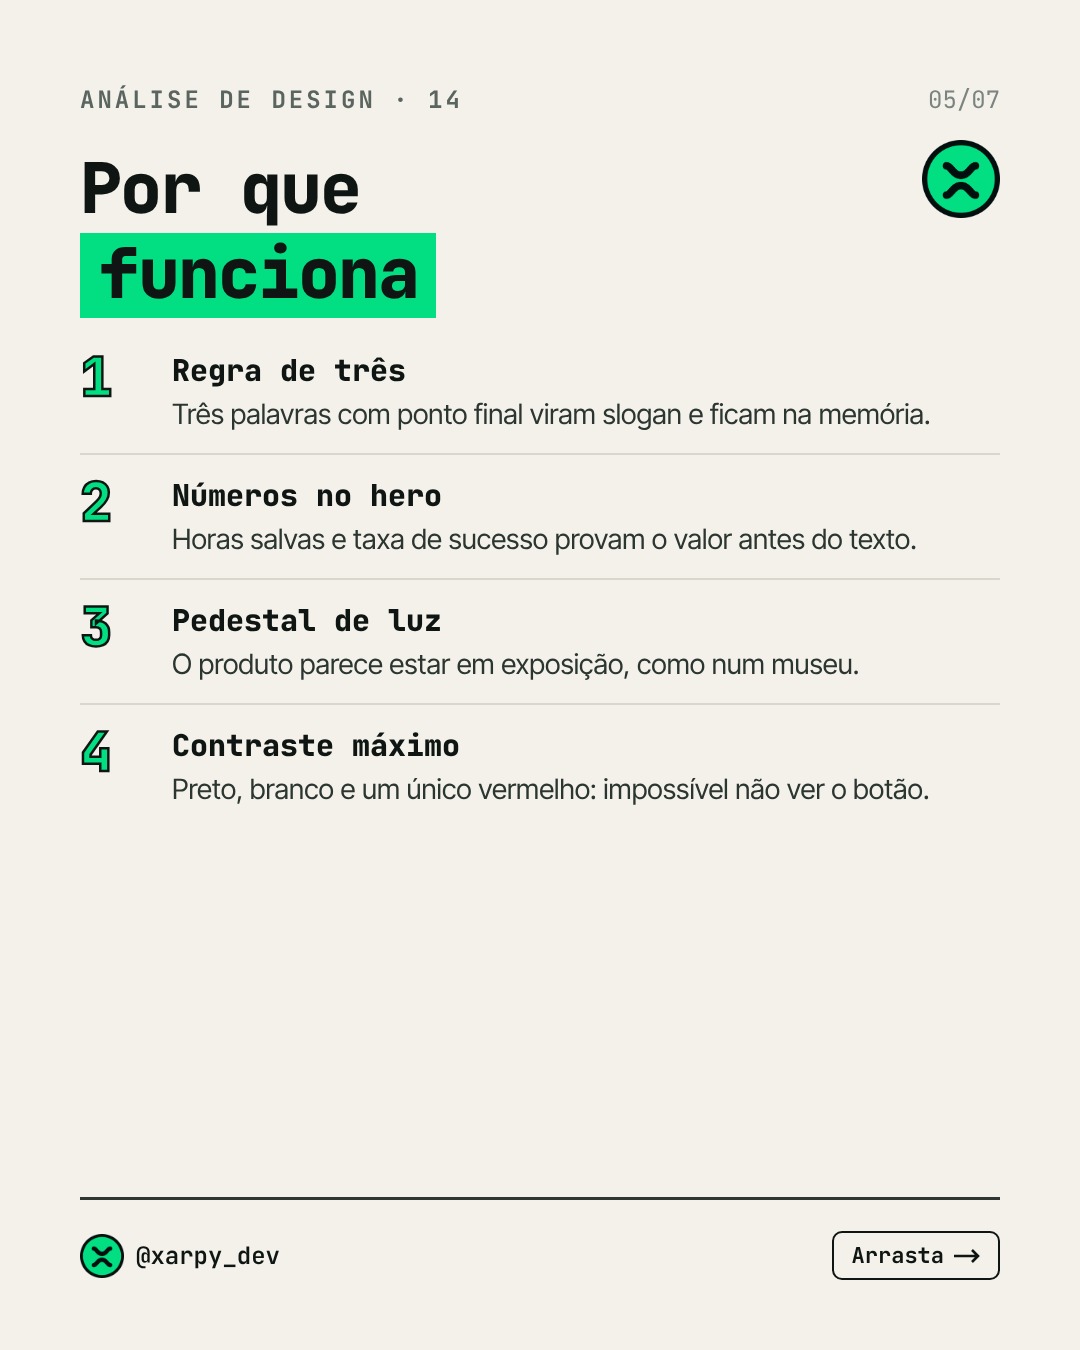 ANÁLISE DE DESIGN · 14
05/07
Por que
funciona
1
Regra de três
Três palavras com ponto final viram slogan e ficam na memória.
2
Números no hero
Horas salvas e taxa de sucesso provam o valor antes do texto.
3
Pedestal de luz
O produto parece estar em exposição, como num museu.
4
Contraste máximo
Preto, branco e um único vermelho: impossível não ver o botão.
@xarpy_dev
Arrasta →